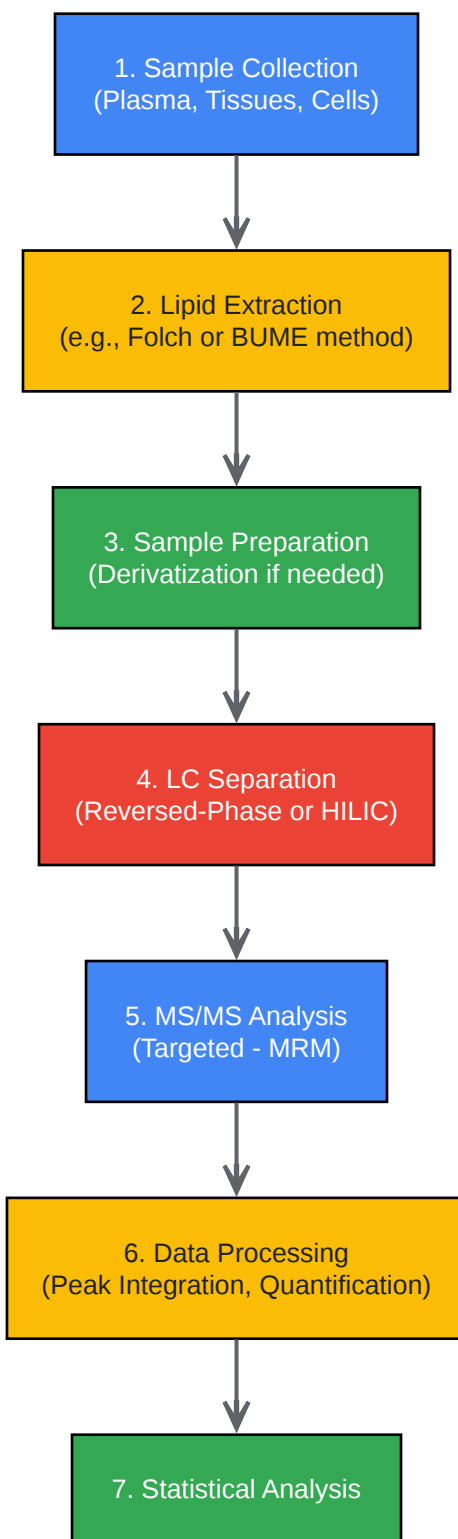 1. Sample Collection
(Plasma, Tissues, Cells)
2. Lipid Extraction
(e.g., Folch or BUME method)
3. Sample Preparation
(Derivatization if needed)
4. LC Separation
(Reversed-Phase or HILIC)
5. MS/MS Analysis
(Targeted - MRM)
6. Data Processing
(Peak Integration, Quantification)
7. Statistical Analysis